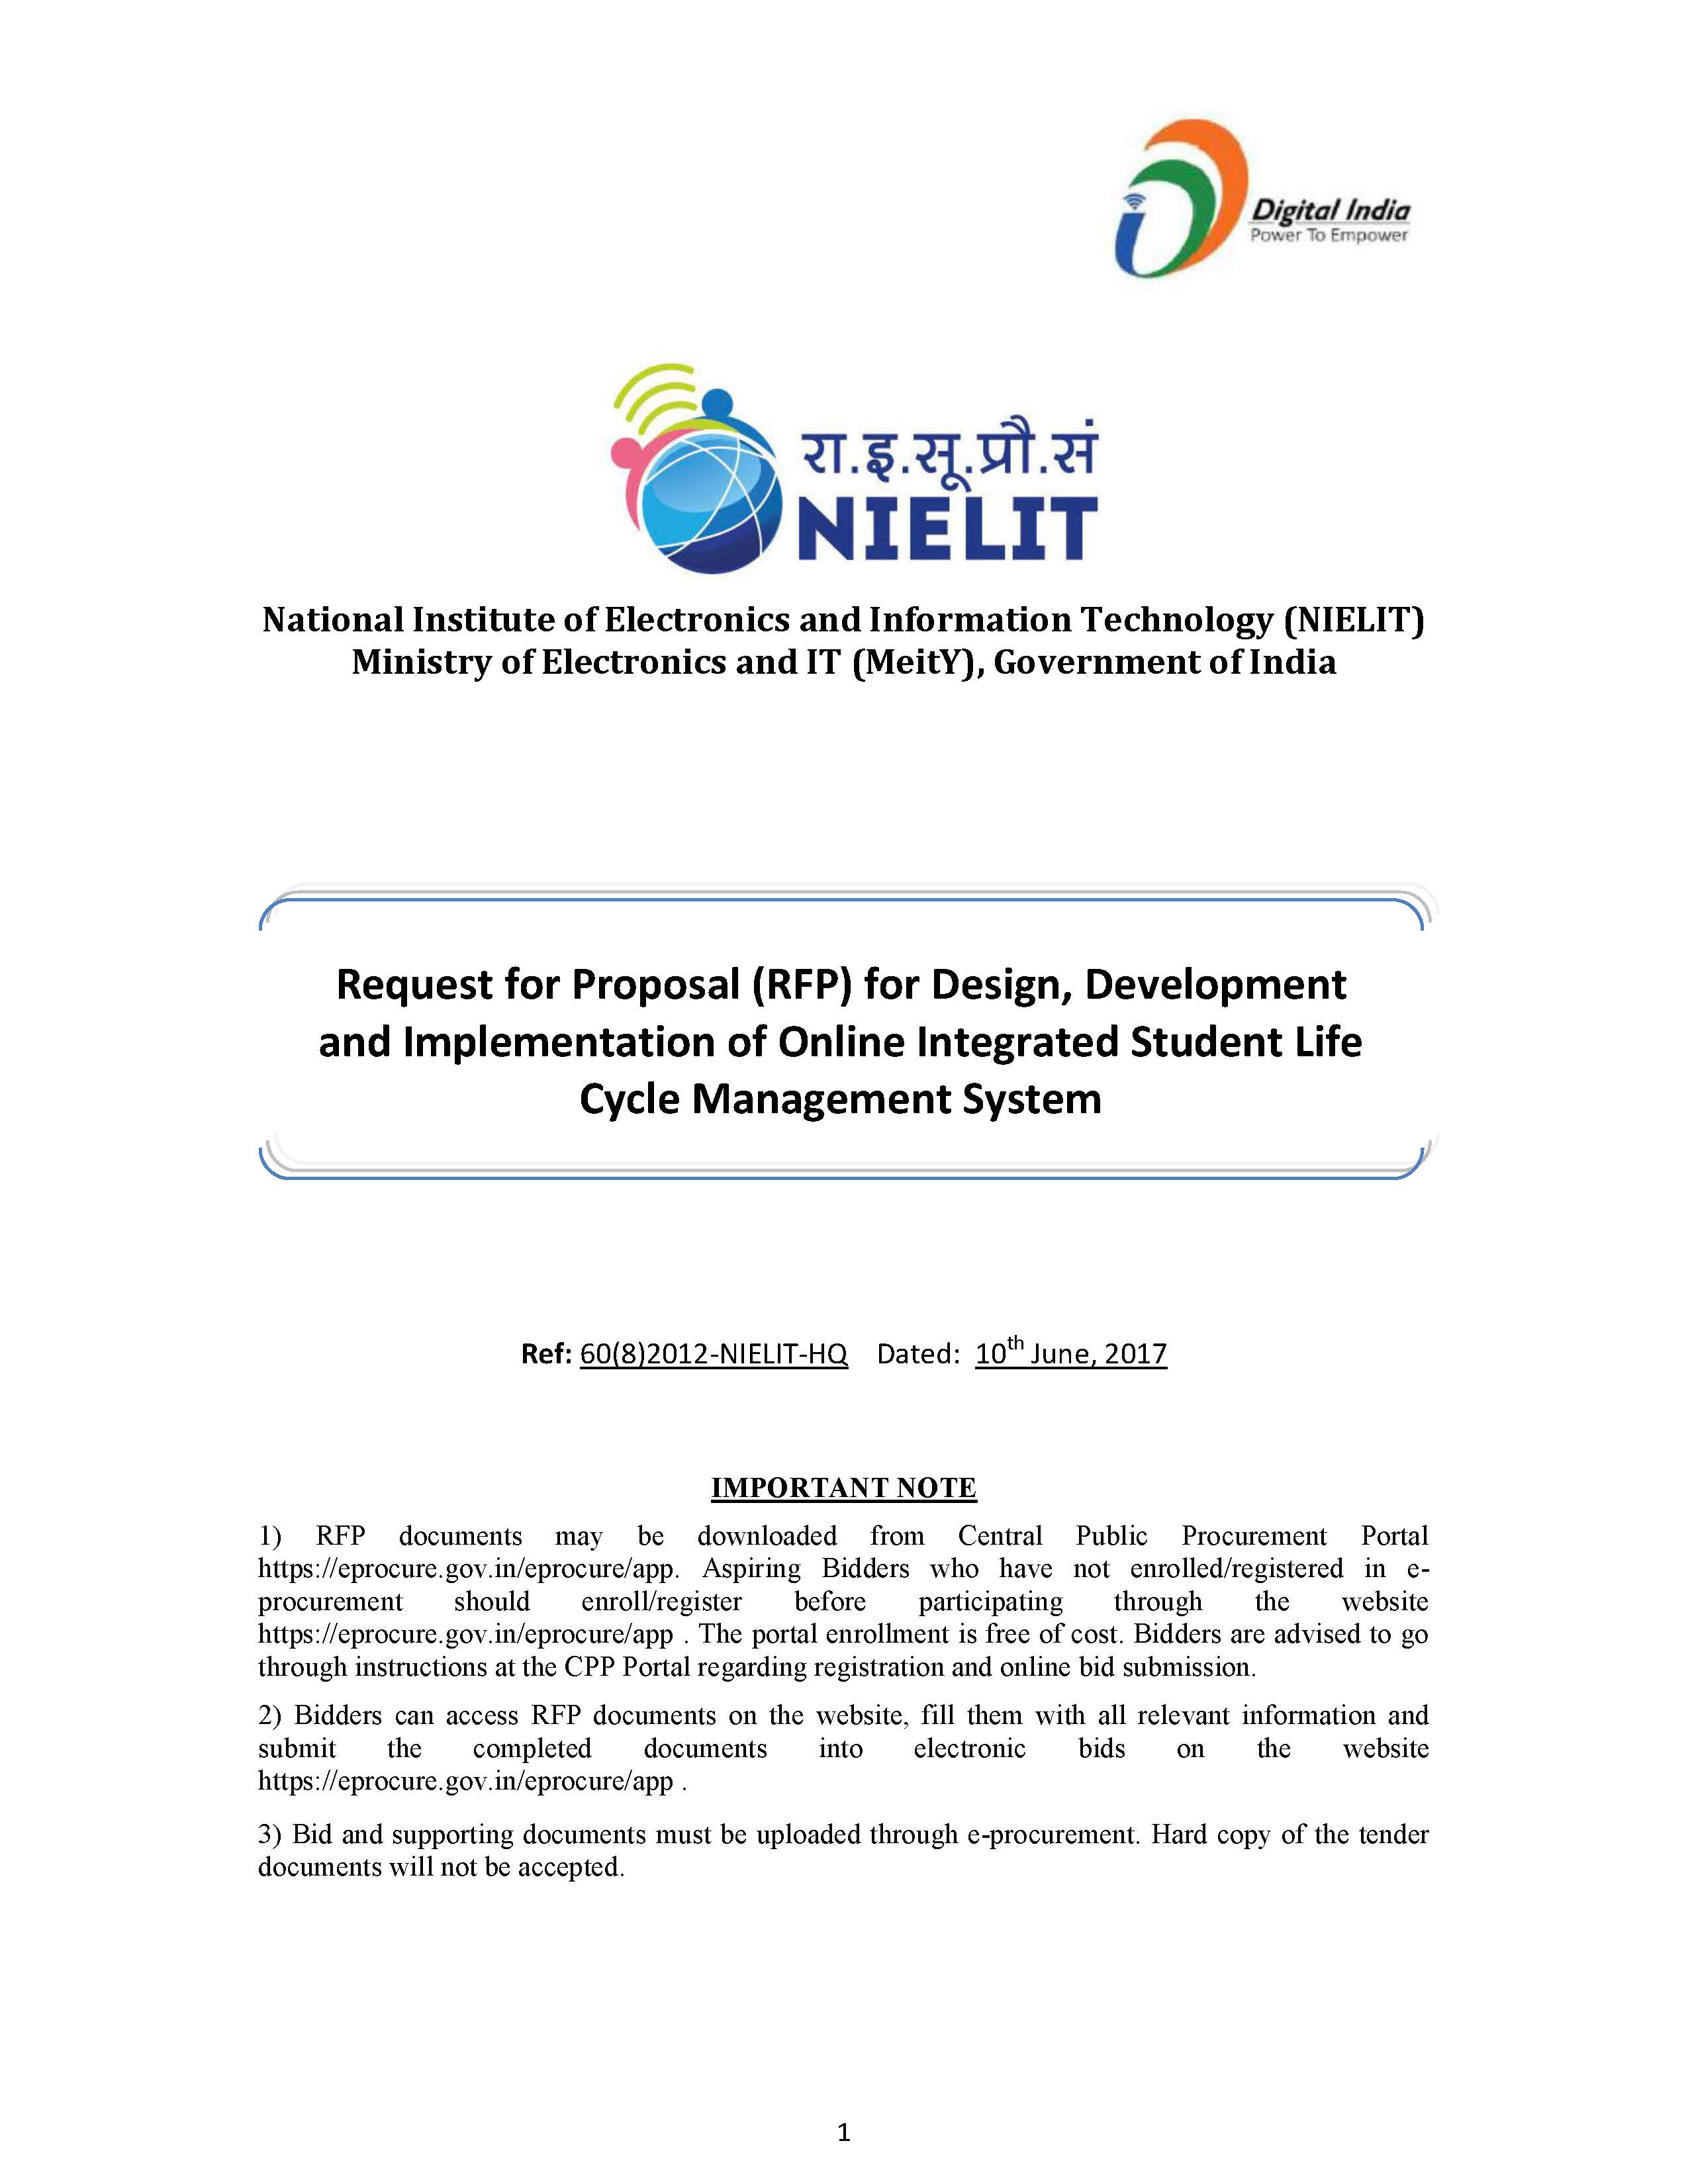 Digital India
Power To Empower
रा.इ.सू.प्रौ.सं
NIELIT
National Institute of Electronics and Information Technology (NIELIT)
Ministry of Electronics and IT (MeitY), Government of India
Request for Proposal (RFP) for Design, Development
and Implementation of Online Integrated Student Life
Cycle Management System
Ref: 60(8)2012-NIELIT-HQ Dated: 10th June, 2017
IMPORTANT NOTE
1) RFP documents may be downloaded from Central Public Procurement Portal
https://eprocure.gov.in/eprocure/app. Aspiring Bidders who have not enrolled/registered in e-
procurement should enroll/register before participating through the website
https://eprocure.gov.in/eprocure/app . The portal enrollment is free of cost. Bidders are advised to go
through instructions at the CPP Portal regarding registration and online bid submission.
2) Bidders can access RFP documents on the website, fill them with all relevant information and
submit the completed documents into electronic bids on the website
https://eprocure.gov.in/eprocure/app .
3) Bid and supporting documents must be uploaded through e-procurement. Hard copy of the tender
documents will not be accepted.
1